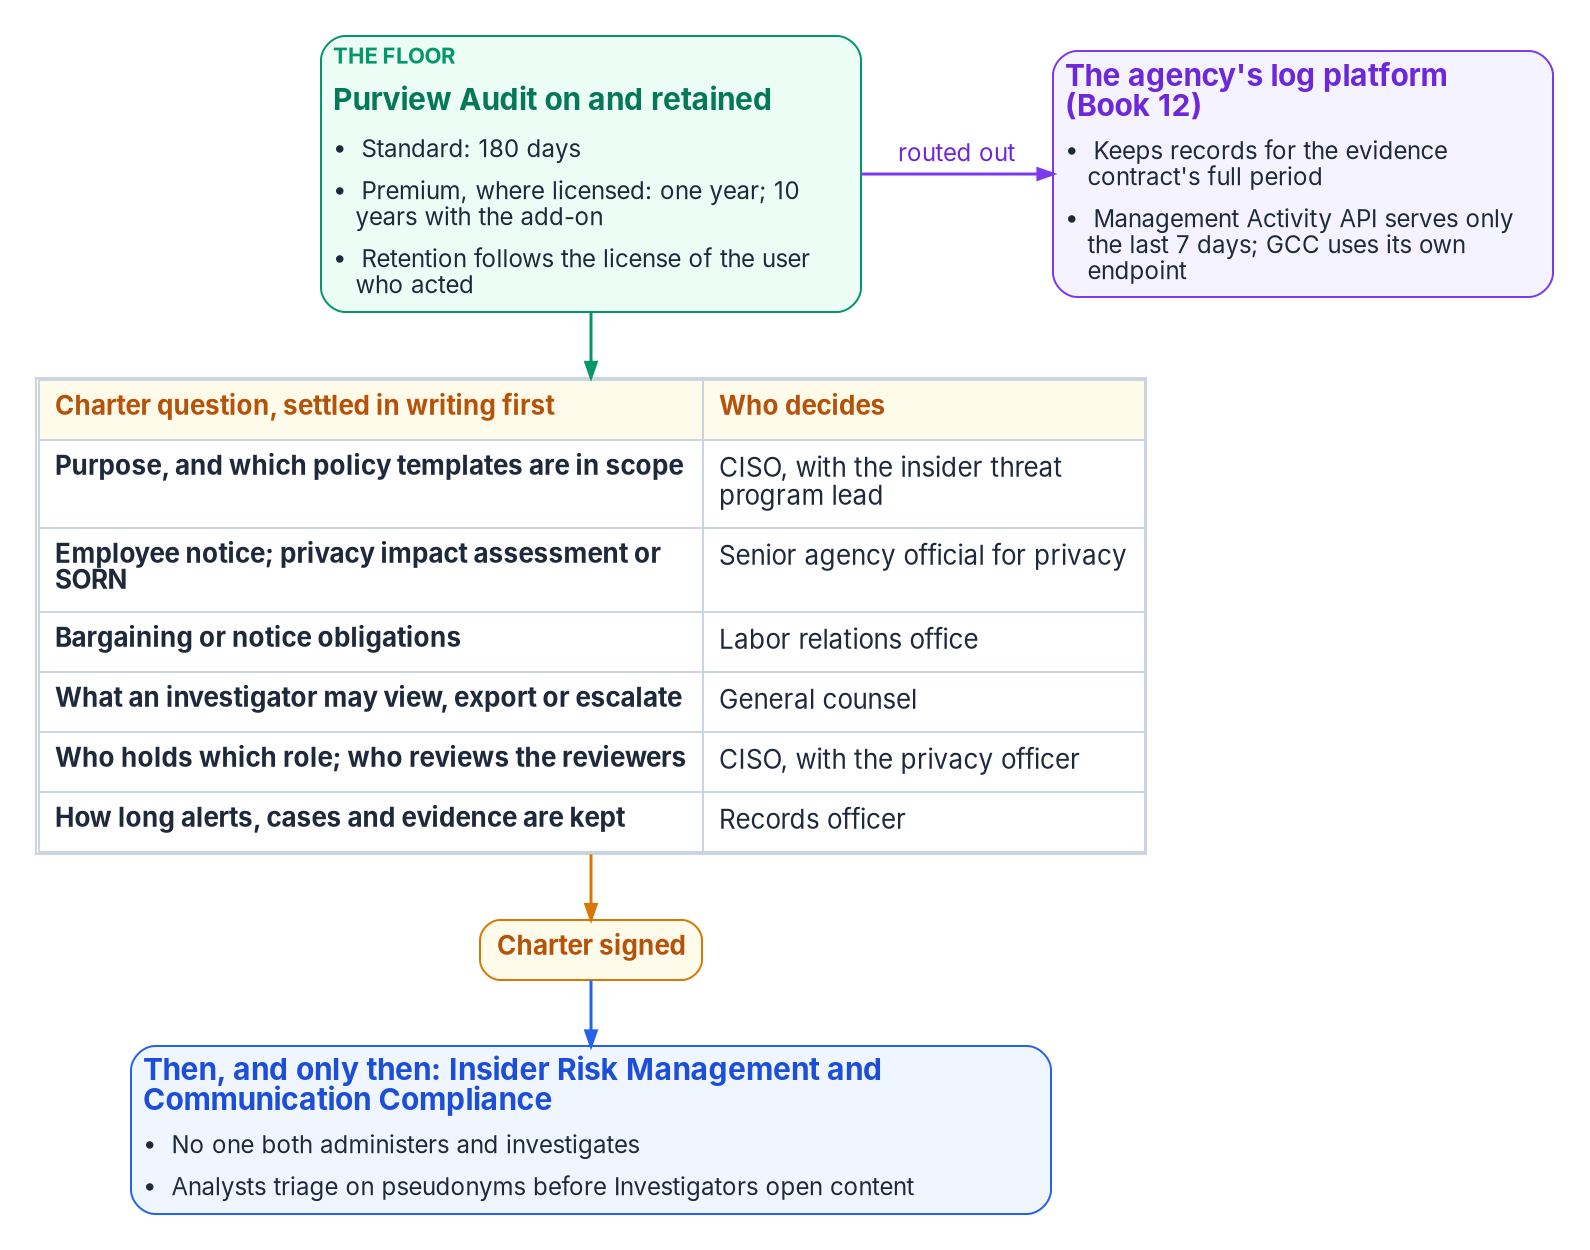 THE FLOOR
Purview Audit on and retained
• Standard: 180 days
• Premium, where licensed: one year; 10
years with the add-on
• Retention follows the license of the user
who acted
routed out
The agency's log platform
(Book 12)
• Keeps records for the evidence
contract's full period
• Management Activity API serves only
the last 7 days; GCC uses its own
endpoint
Charter question, settled in writing first
Who decides
Purpose, and which policy templates are in scope
CISO, with the insider threat
program lead
Employee notice; privacy impact assessment or
SORN
Senior agency official for privacy
Bargaining or notice obligations
Labor relations office
What an investigator may view, export or escalate
General counsel
Who holds which role; who reviews the reviewers
CISO, with the privacy officer
How long alerts, cases and evidence are kept
Records officer
Charter signed
Then, and only then: Insider Risk Management and
Communication Compliance
• No one both administers and investigates
• Analysts triage on pseudonyms before Investigators open content